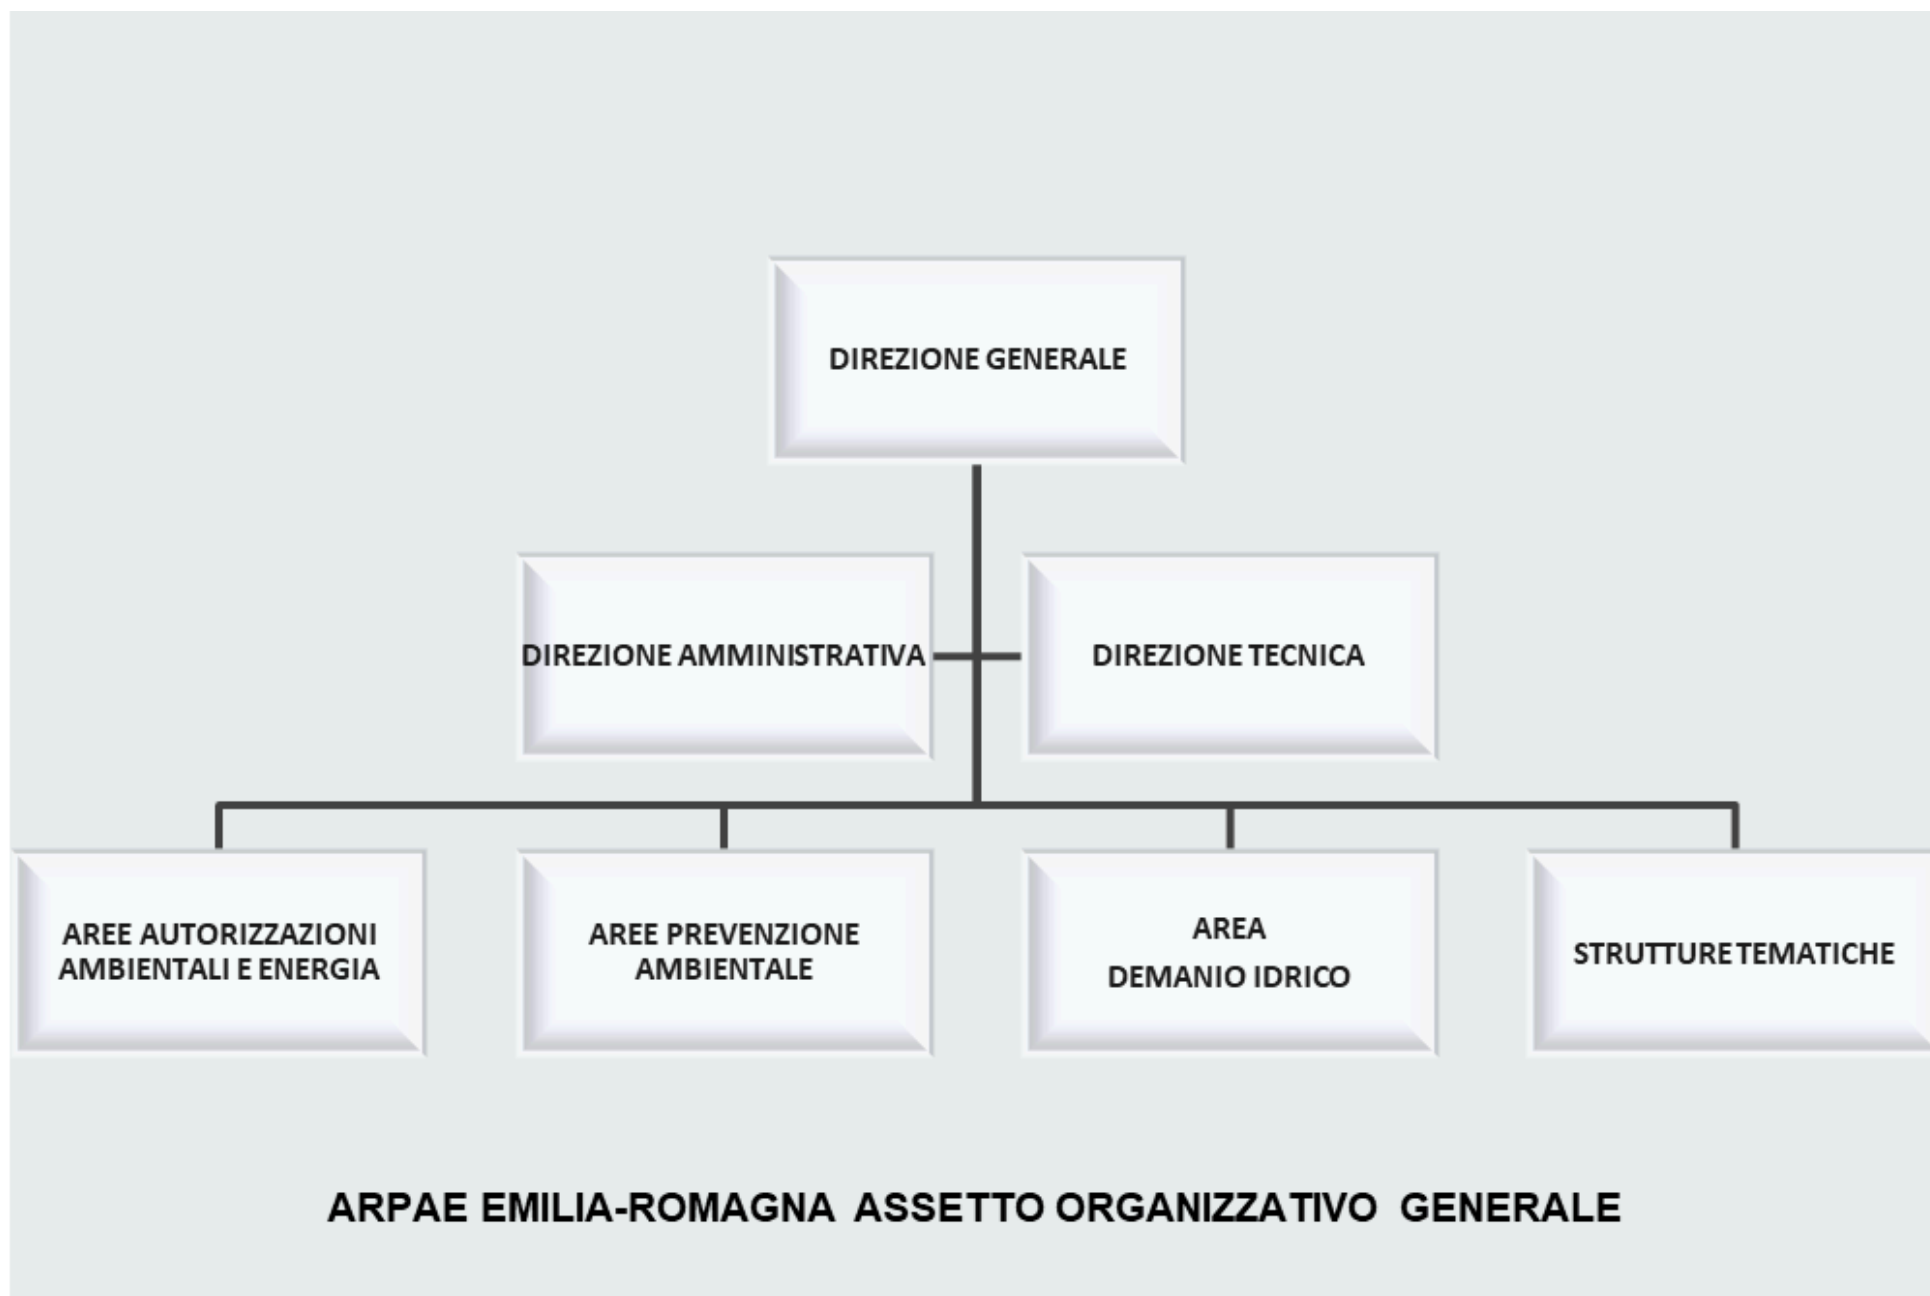 DIREZIONE GENERALE
DIREZIONE AMMINISTRATIVA
DIREZIONE TECNICA
AREE AUTORIZZAZIONI
AMBIENTALI E ENERGIA
AREE PREVENZIONE
AMBIENTALE
AREA
DEMANIO IDRICO
STRUTTURE TEMATICHE
ARPAE EMILIA-ROMAGNA ASSETTO ORGANIZZATIVO GENERALE